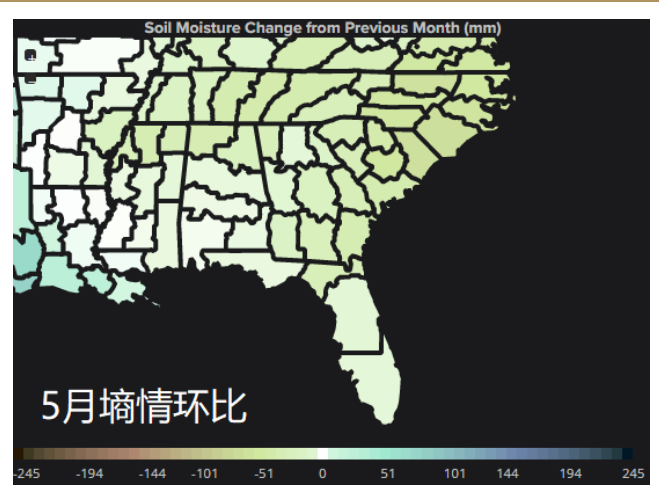 Soil Moisture Change from Previous Month (mm)
5月墒情环比
-245 -194 -144 -101 -51 0 51 101 144 194 245